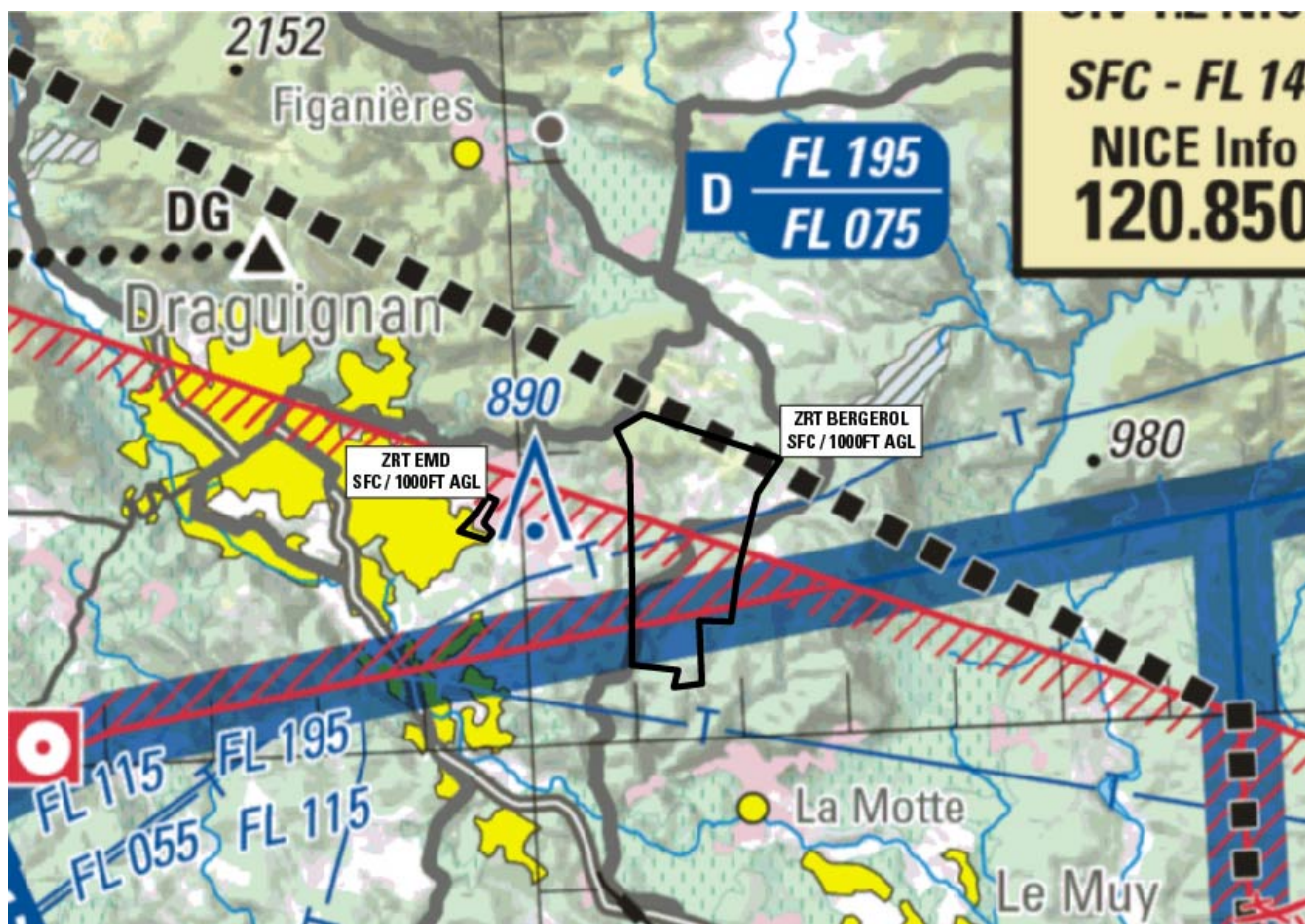 2152
Figanières
SFC - FL 14
NICE Info
120.850
D
FL 195
FL 075
DG
Draguignan
890
ZRT BERGEROL
SFC / 1000FT AGL
980
ZRT EMD
SFC / 1000FT AGL
T
T
T
T
T
T
FL 115
FL 195
FL 055
FL 115
La Motte
Le Muy